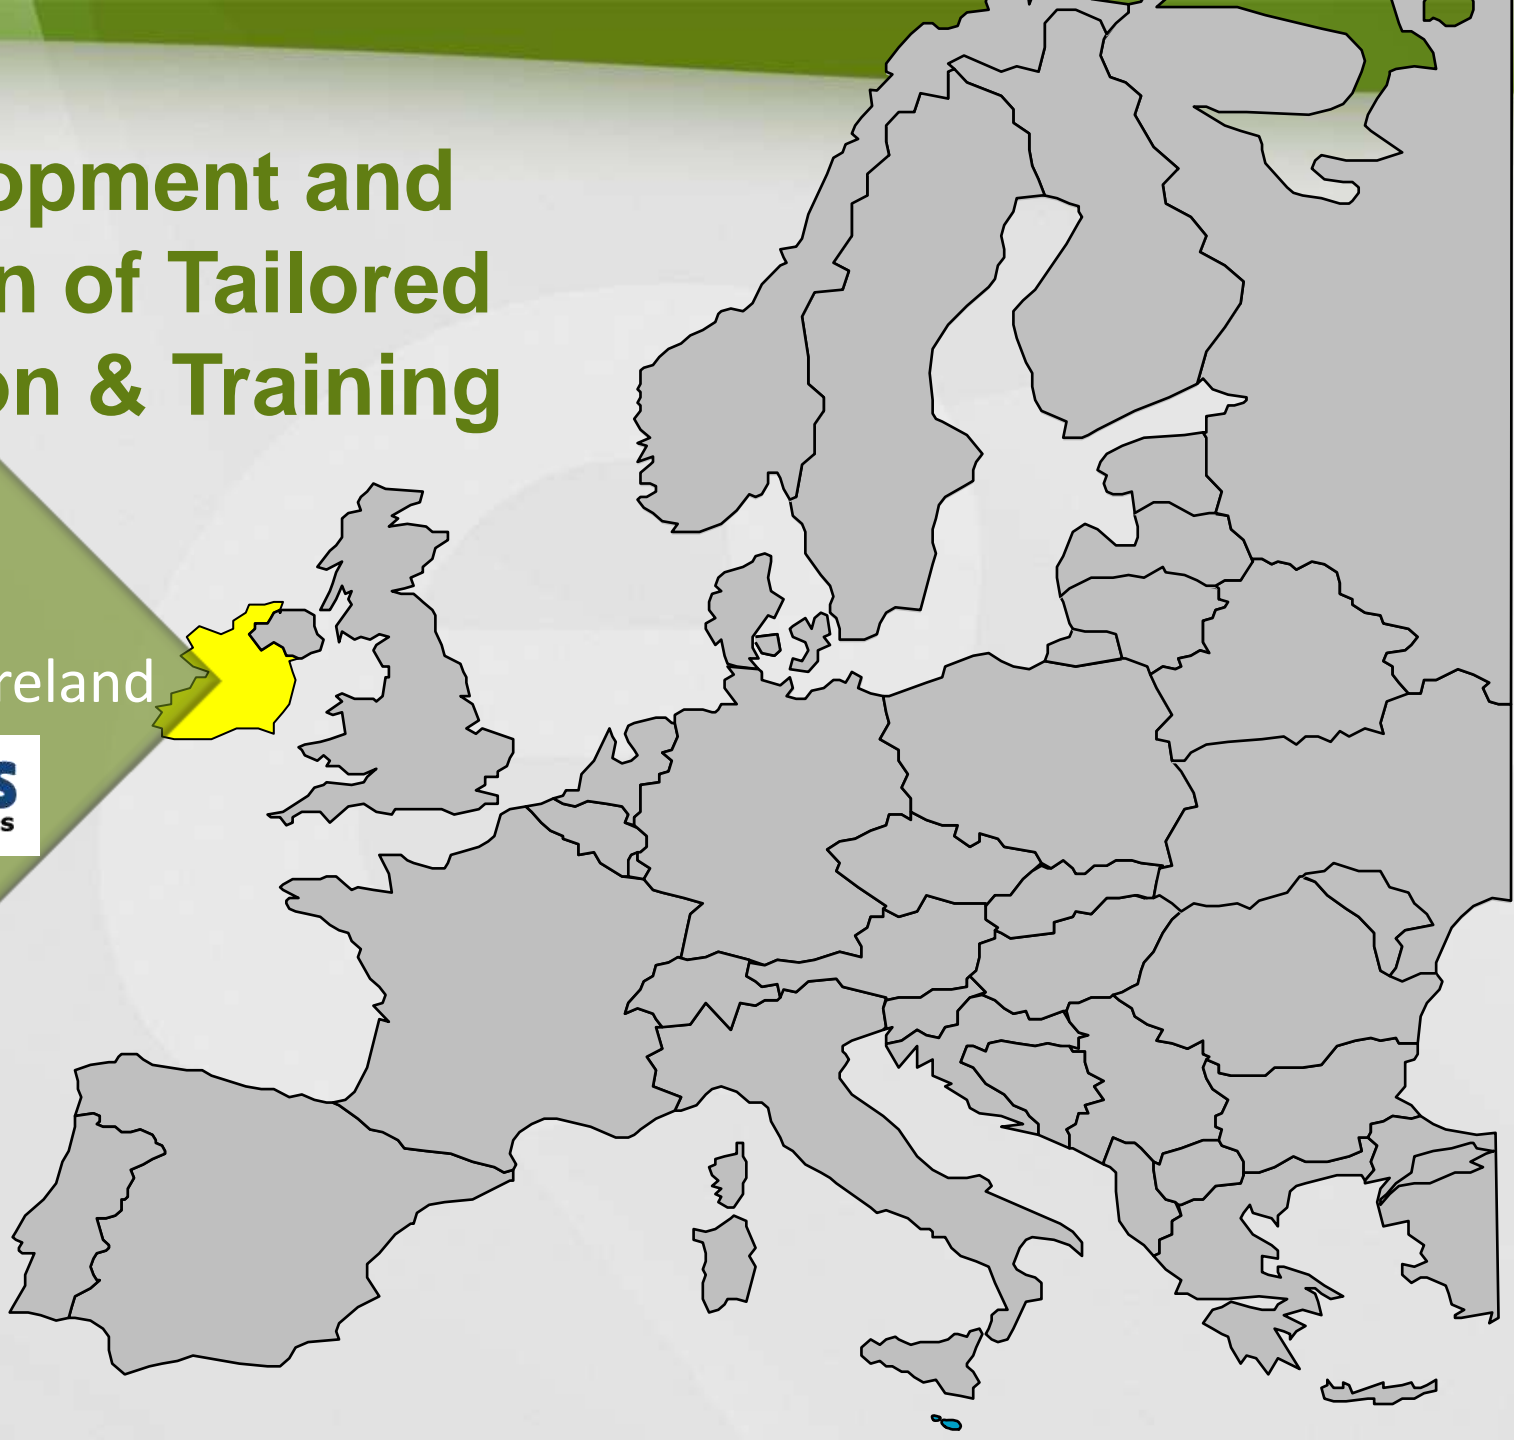 opment and
n of Tailored
on & Training
reland
s
s